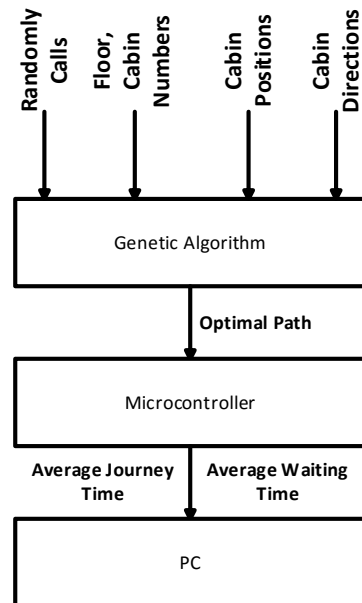 Randomly
Calls
Floor,
Cabin
Numbers
Cabin
Positions
Cabin
Directions
Genetic Algorithm
Optimal Path
Microcontroller
Average Journey
Time
Average Waiting
Time
PC